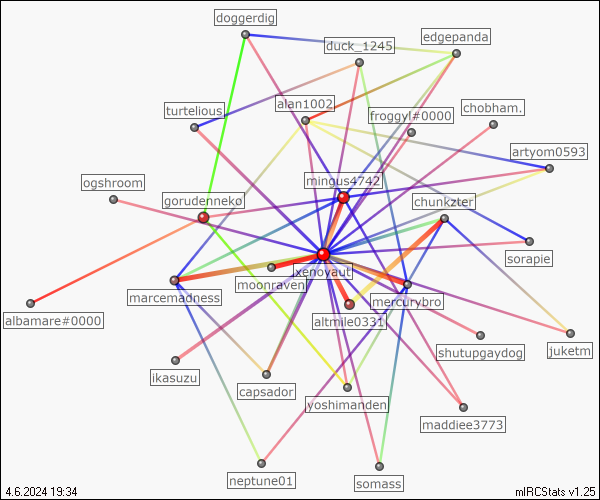 doggerdig
edgepanda
duck_1245
alan1002
turtelious
froggyl#0000
chobham.
artyom0593
mingus4742
ogshroom
gorudenneko
chunkzter
sorapie
xenoyaut
moonraven
marcemadness
mercurybro
albamare#0000
altmile0331
shutupgaydog
juketm
ikasuzu
capsador
yoshimanden
maddiee3773
neptune01
somass
4.6.2024 19:34
mIRCStats v1.25